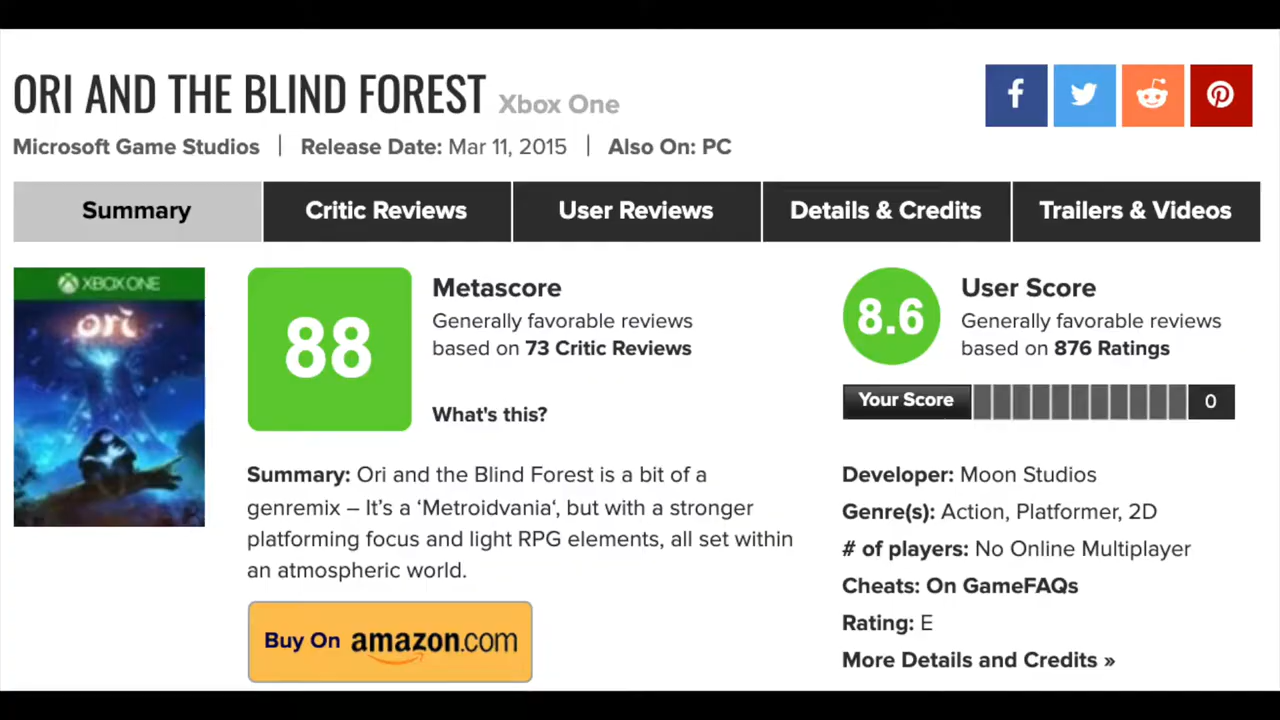 ORI AND THE BLIND FOREST Xbox One
Microsoft Game Studios | Release Date: Mar 11, 2015 | Also On: PC
Summary
Critic Reviews
User Reviews
Details & Credits
Trailers & Videos
XBOX ONE
ori
88
Metascore
Generally favorable reviews
based on 73 Critic Reviews
What's this?
8.6
User Score
Generally favorable reviews
based on 876 Ratings
Your Score 0
Summary: Ori and the Blind Forest is a bit of a
genremix – It's a ‘Metroidvania‘, but with a stronger
platforming focus and light RPG elements, all set within
an atmospheric world.
Buy On amazon.com
Developer: Moon Studios
Genre(s): Action, Platformer, 2D
# of players: No Online Multiplayer
Cheats: On GameFAQs
Rating: E
More Details and Credits »